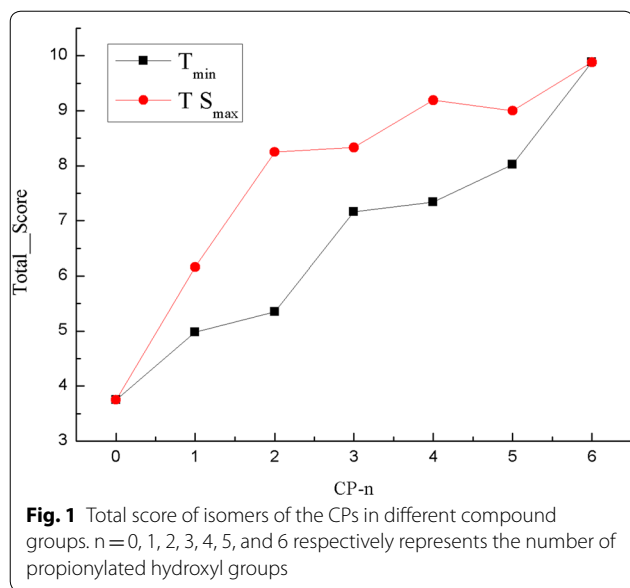 10
9
8
7
6
5
4
3
Total__Score
T min
T S max
0 1 2 3 4 5 6
CP-n
Fig. 1 Total score of isomers of the CPs in different compound
groups. n = 0, 1, 2, 3, 4, 5, and 6 respectively represents the number of
propionylated hydroxyl groups